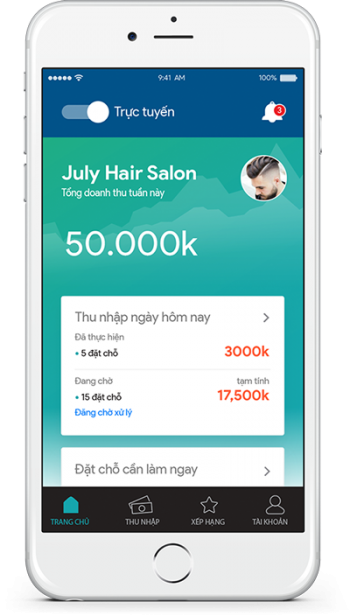 9:41 AM
100%
Trực tuyến
3
July Hair Salon
Tổng doanh thu tuần này
50.000k
Thu nhập ngày hôm nay
Đã thực hiện
5 đặt chỗ
3000k
Đang chờ
tạm tính
15 đặt chỗ
17,500k
Đăng chờ xử lý
Đặt chỗ cần làm ngay
TRANG CHỦ
THU NHẬP
XẾP HẠNG
TÀI KHOẢN